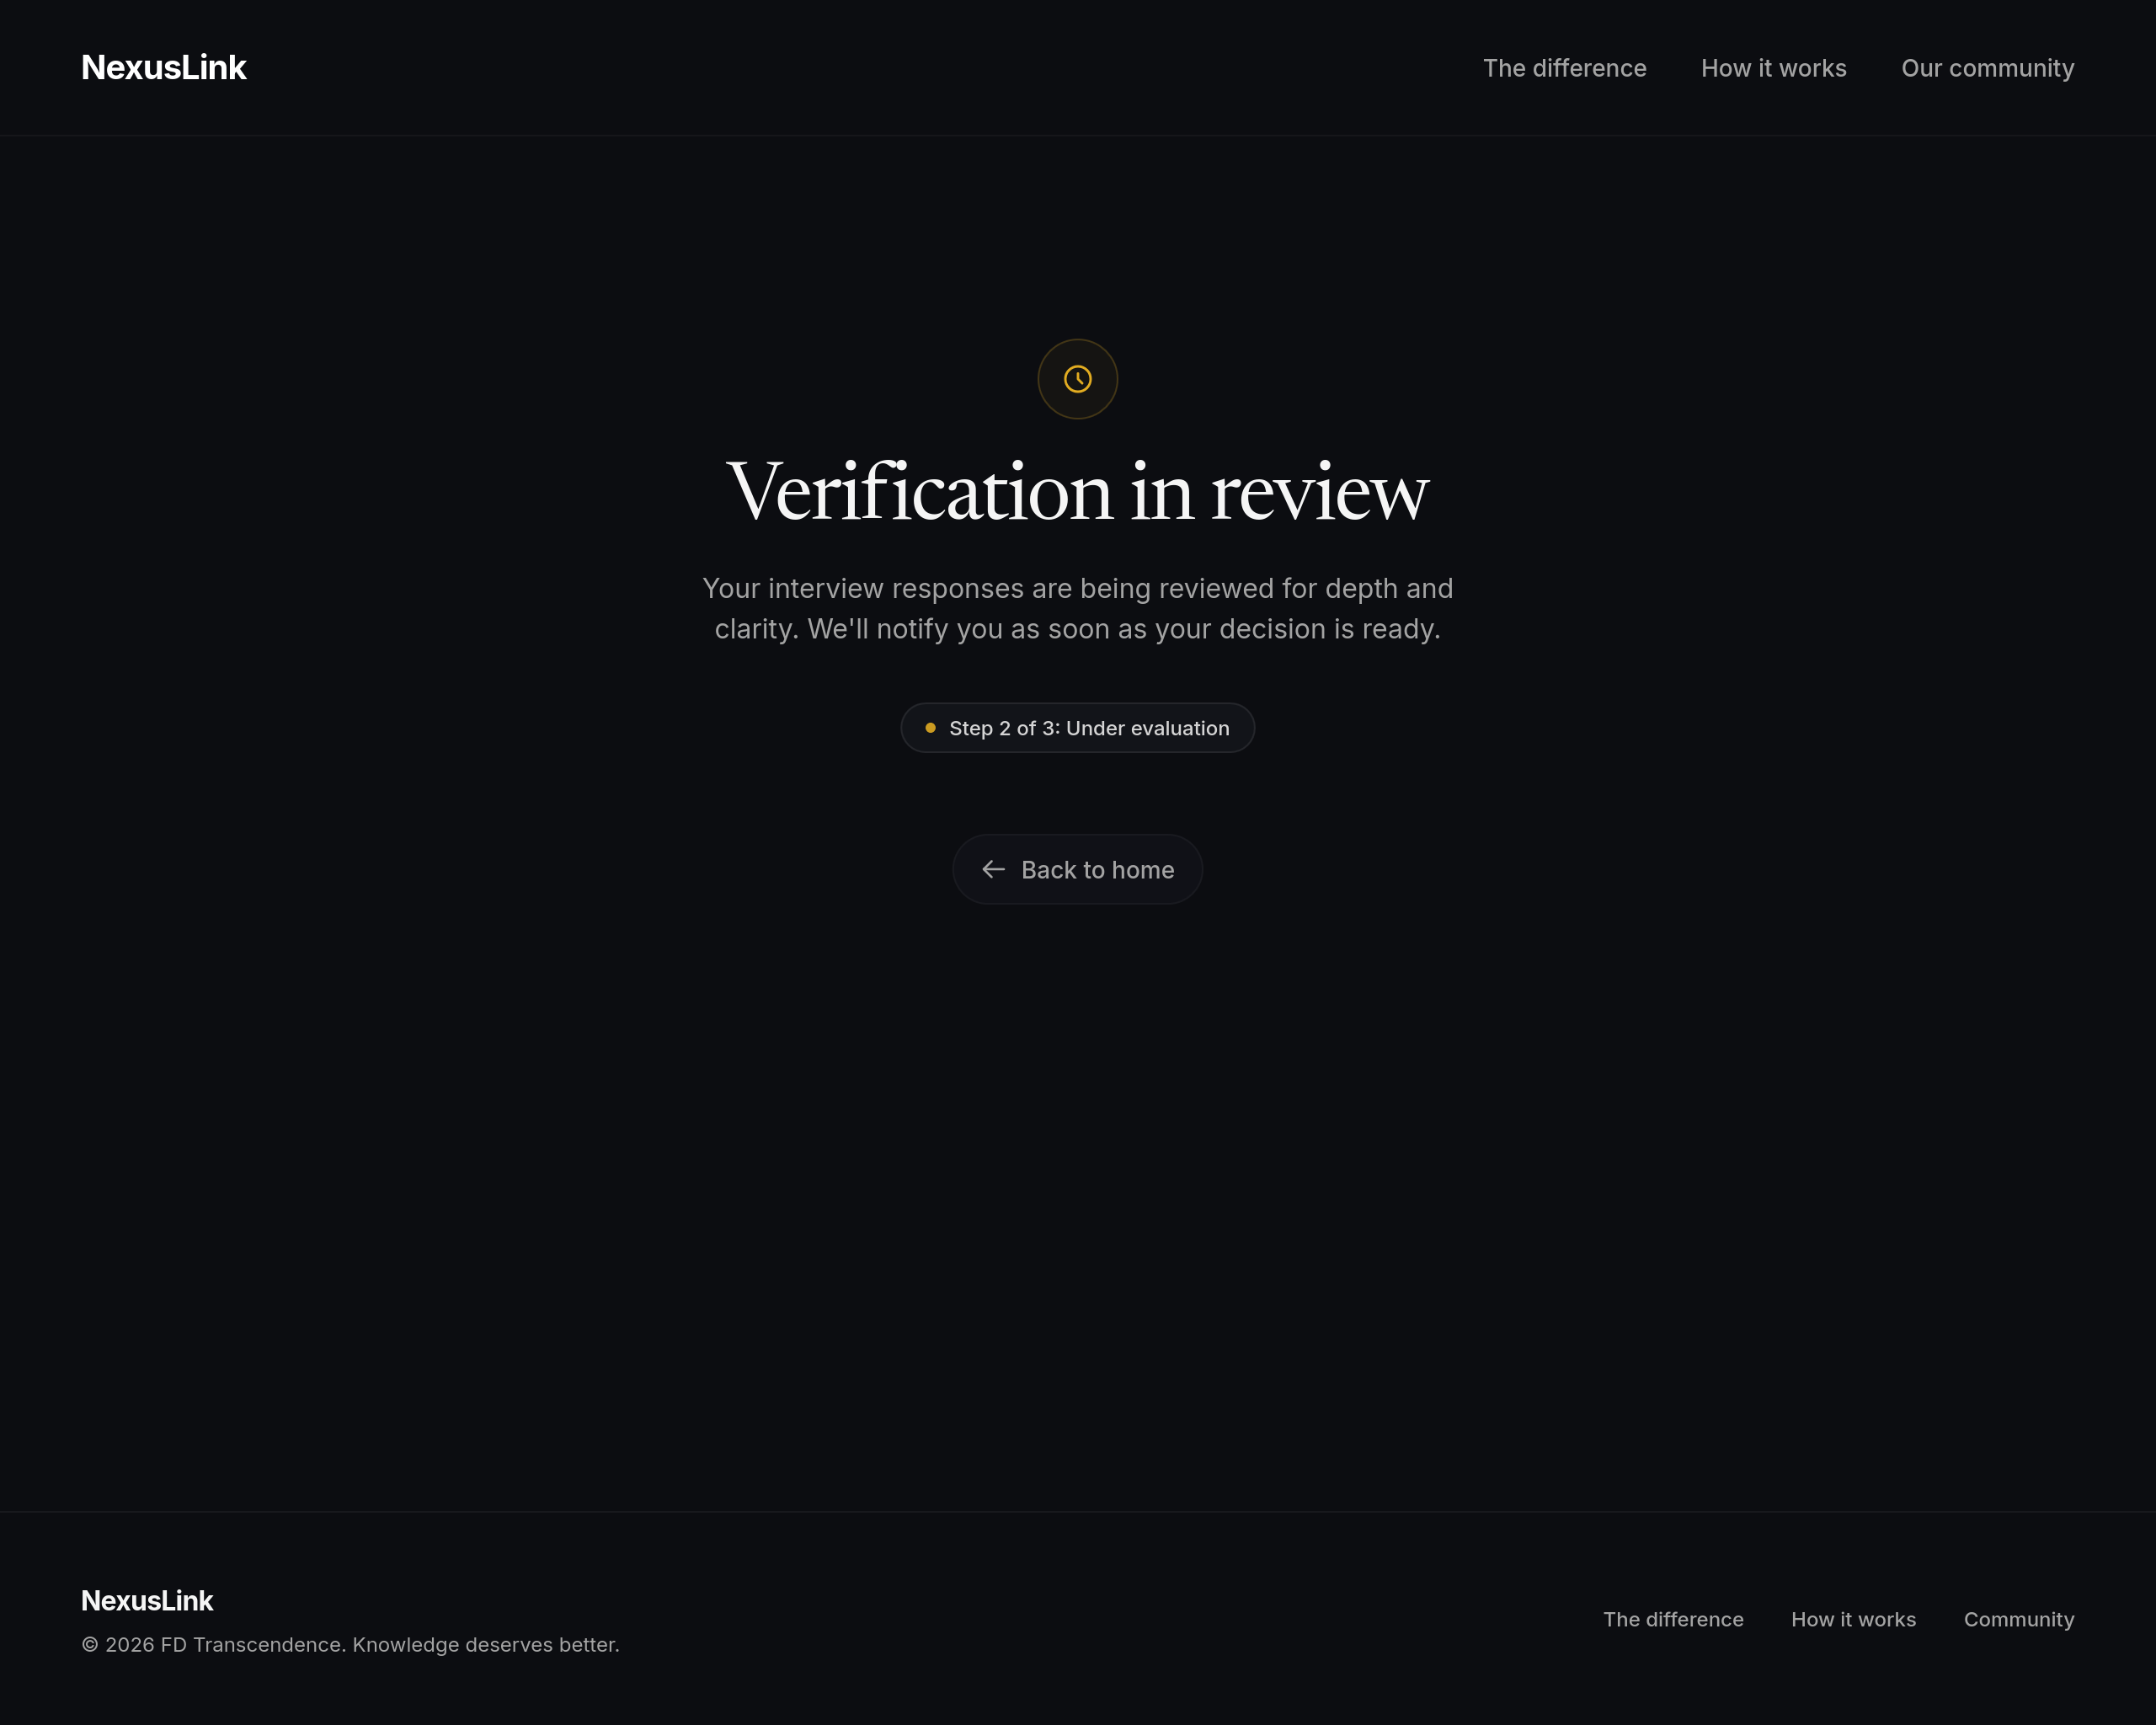 NexusLink
The difference
How it works
Our community
Verification in review
Your interview responses are being reviewed for depth and
clarity. We'll notify you as soon as your decision is ready.
Step 2 of 3: Under evaluation
Back to home
NexusLink
© 2026 FD Transcendence. Knowledge deserves better.
The difference
How it works
Community